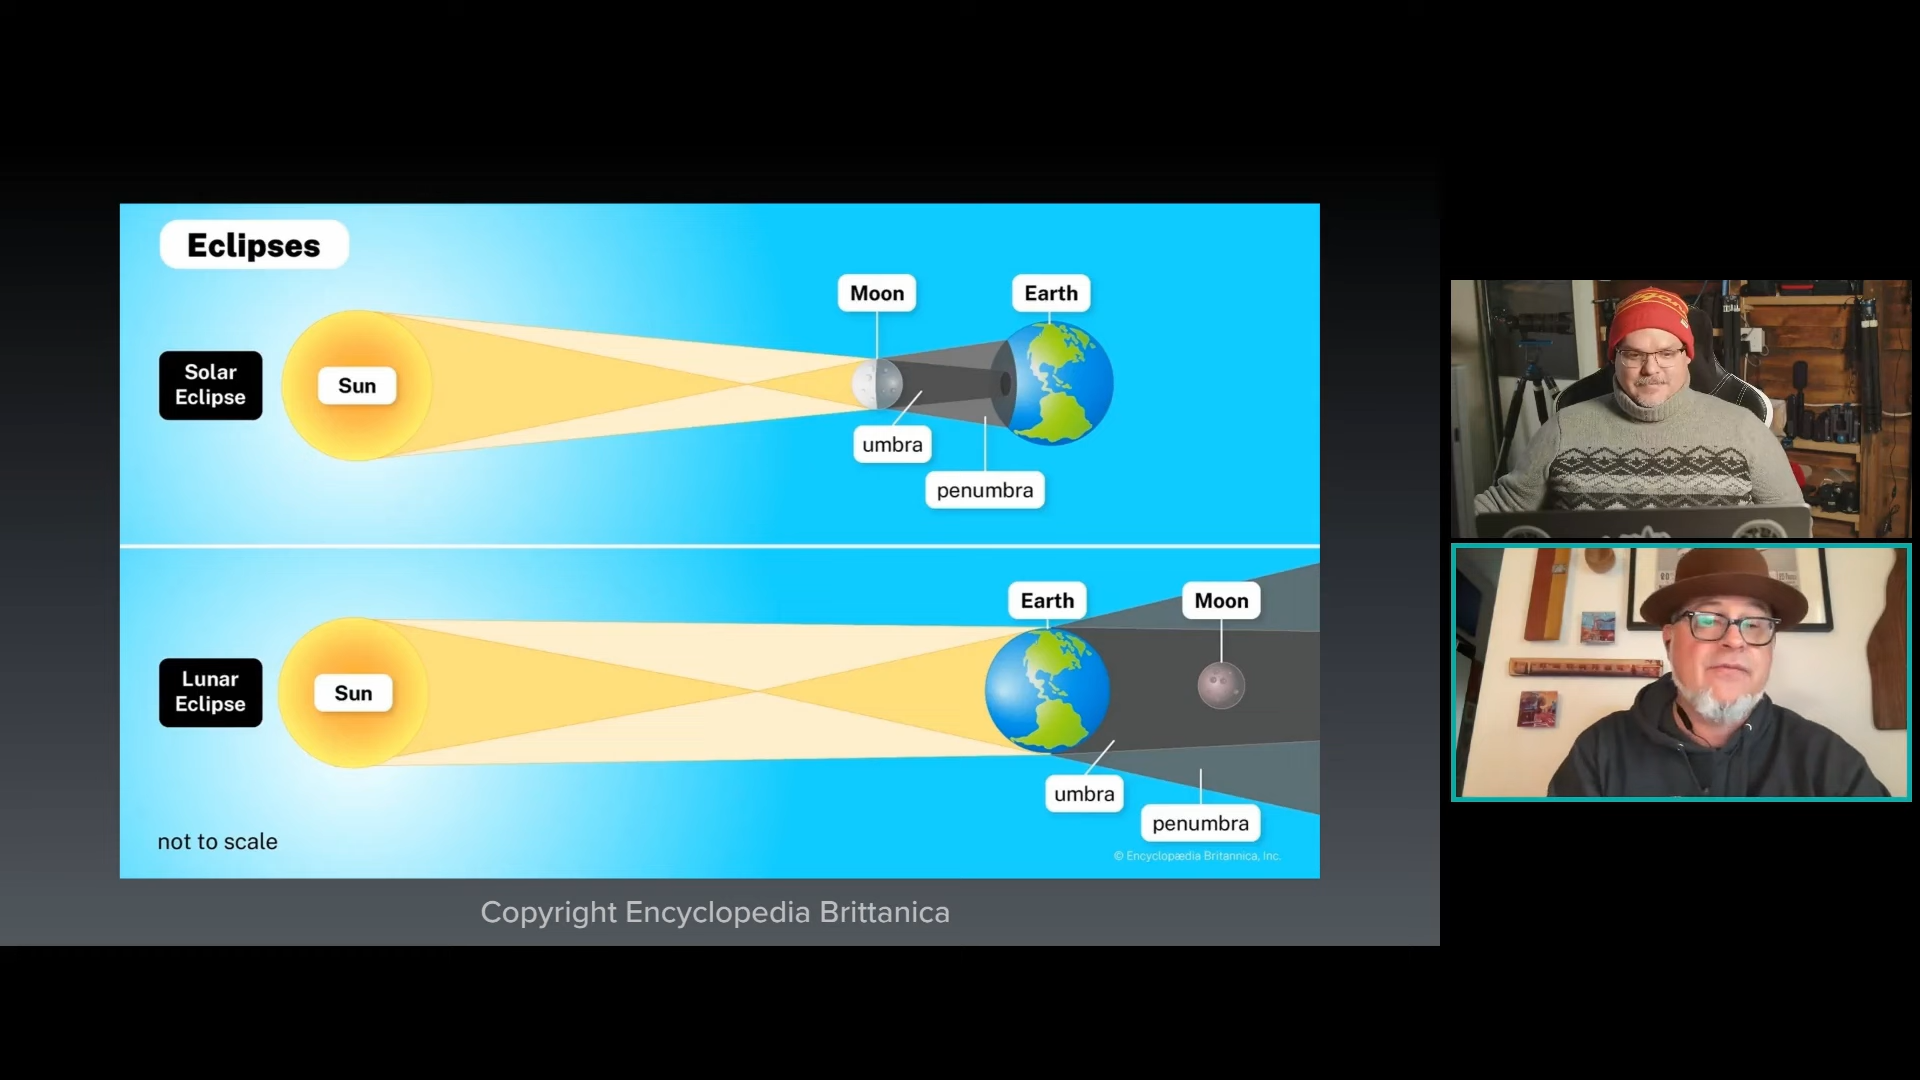 Eclipses
Moon
Earth
Solar
Eclipse
Sun
umbra
penumbra
Earth
Moon
Lunar
Eclipse
Sun
umbra
penumbra
not to scale
© Encyclopædia Britannica, Inc.
Copyright Encyclopedia Brittanica